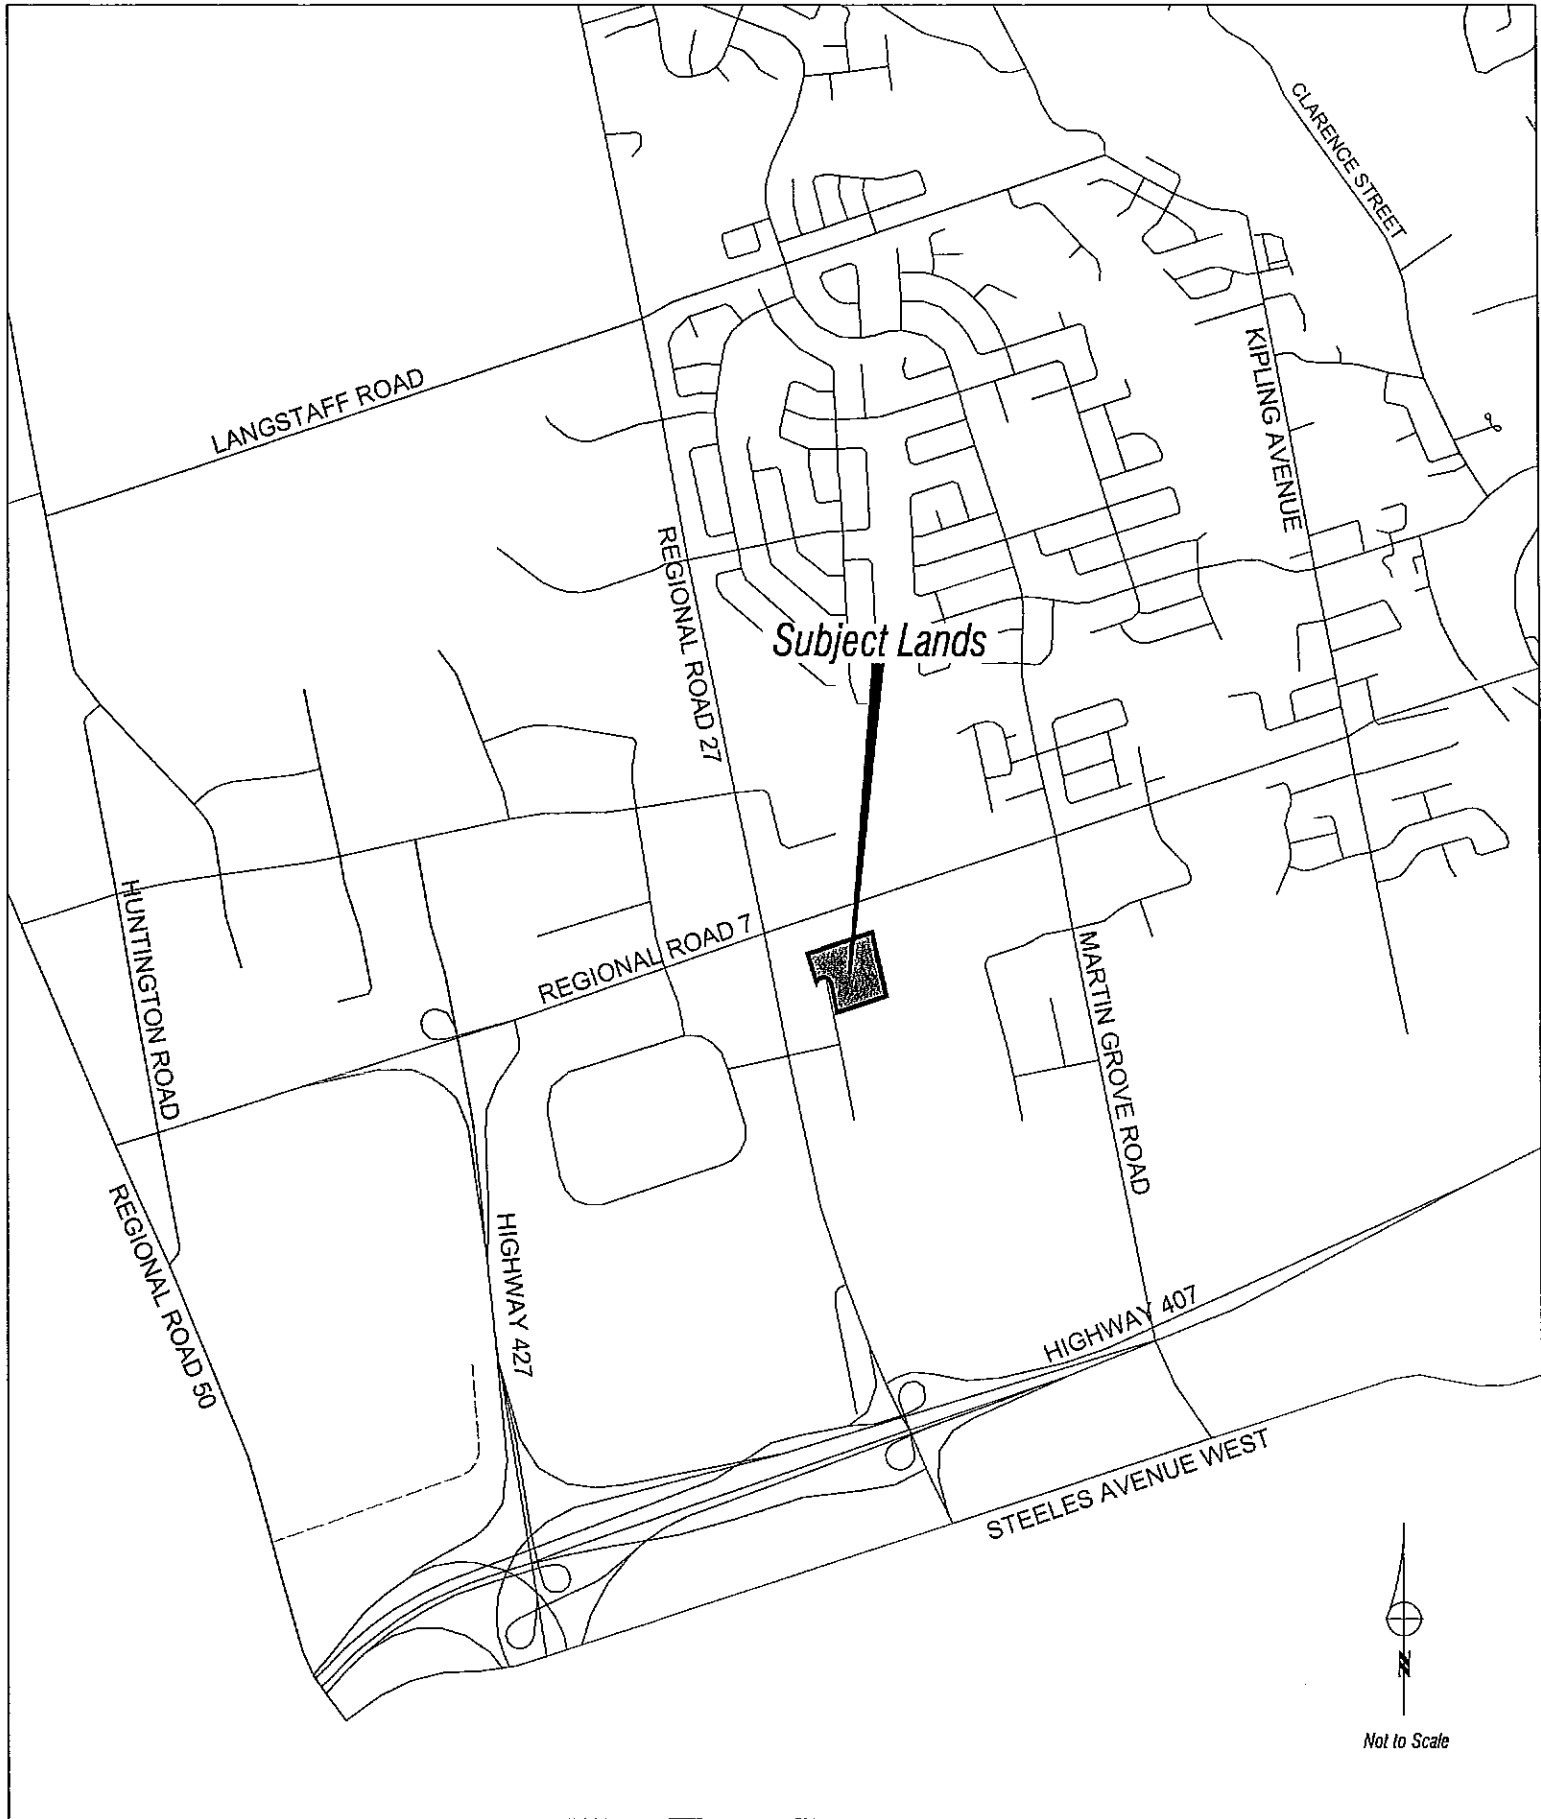 CLARENCE STREET
KIPLING AVENUE
LANGSTAFF ROAD
REGIONAL ROAD 27
Subject Lands
HUNTINGTON ROAD
REGIONAL ROAD 7
MARTIN GROVE ROAD
REGIONAL ROAD 50
HIGHWAY 427
HIGHWAY 407
STEELES AVENUE WEST
N
Not to Scale